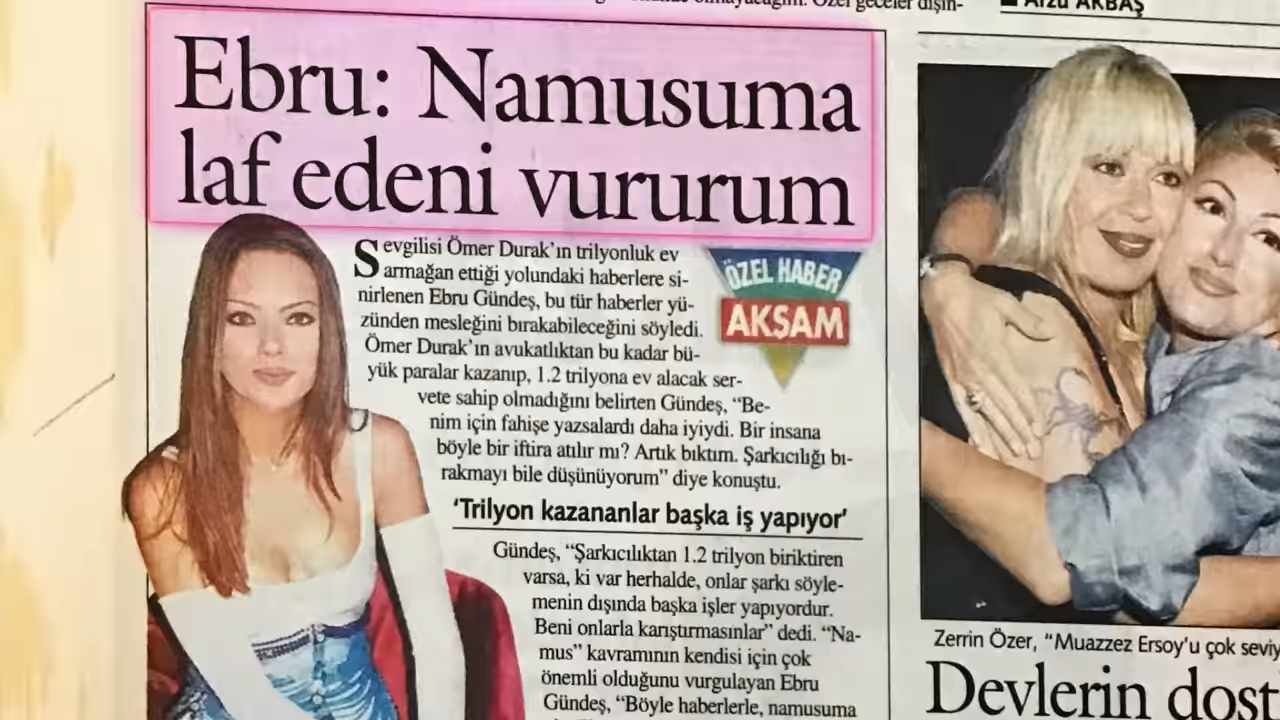 olmayacağım. Özel geceler dışın-
Arzu AKBAŞ
Ebru: Namusuma
laf edeni vururum
Sevgilisi Ömer Durak’ın trilyonluk ev
armağan ettiği yolundaki haberlere si-
nirlenen Ebru Gündeş, bu tür haberler yü-
zünden mesleğini bırakabileceğini söyledi.
Ömer Durak’ın avukatlıktan bu kadar bü-
yük paralar kazanıp, 1.2 trilyona ev alacak ser-
vete sahip olmadığını belirten Gündeş, “Be-
nim için fahişe yazsalardı daha iyiydi. Bir insana
böyle bir iftira atılır mı? Artık bıktım. Şarkıcılığı bı-
rakmayı bile düşünüyorum” diye konuştu.
ÖZEL HABER
AKŞAM
‘Trilyon kazananlar başka iş yapıyor’
Gündeş, “Şarkıcılıktan 1.2 trilyon biriktiren
varsa, ki var herhalde, onlar şarkı söyle-
menin dışında başka işler yapıyordur.
Beni onlarla karıştırmasınlar” dedi. “Na-
mus” kavramının kendisi için çok
önemli olduğunu vurgulayan Ebru
Gündeş, “Böyle haberlerle, namusuma
Zerrin Özer, “Muazzez Ersoy’u çok seviy
Devlerin dost